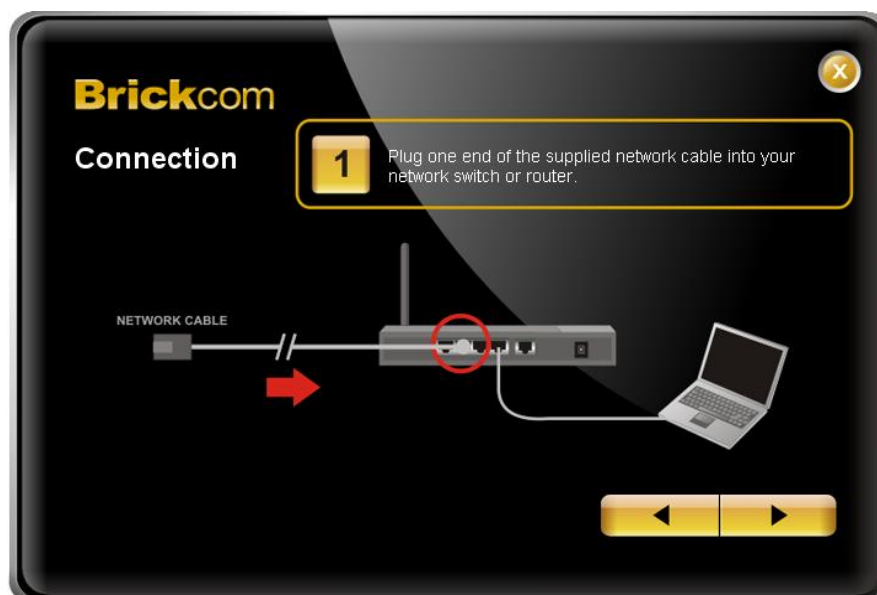 Brickcom
X
Connection
1
Plug one end of the supplied network cable into your
network switch or router.
NETWORK CABLE